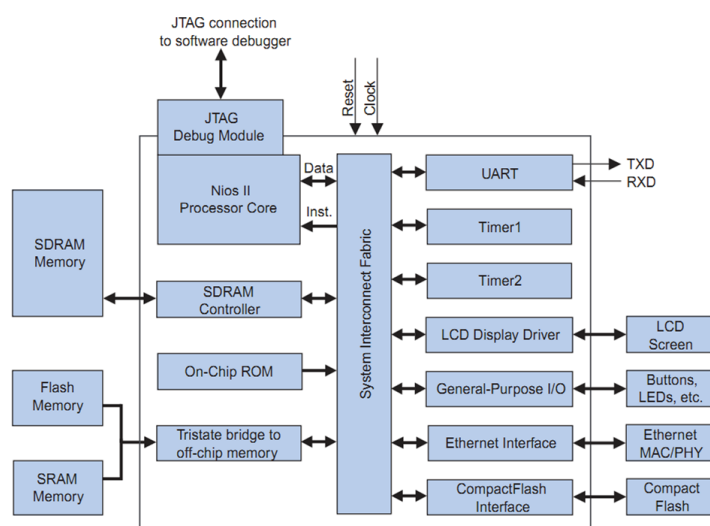 JTAG connection
to software debugger
Reset
Clock
JTAG
Debug Module
Nios II
Processor Core
Data
Inst.
System Interconnect Fabric
UART
TXD
RXD
Timer1
Timer2
SDRAM
Memory
SDRAM
Controller
LCD Display Driver
LCD
Screen
On-Chip ROM
General-Purpose I/O
Buttons,
LEDs, etc.
Flash
Memory
Tristate bridge to
off-chip memory
Ethernet Interface
Ethernet
MAC/PHY
SRAM
Memory
CompactFlash
Interface
Compact
Flash